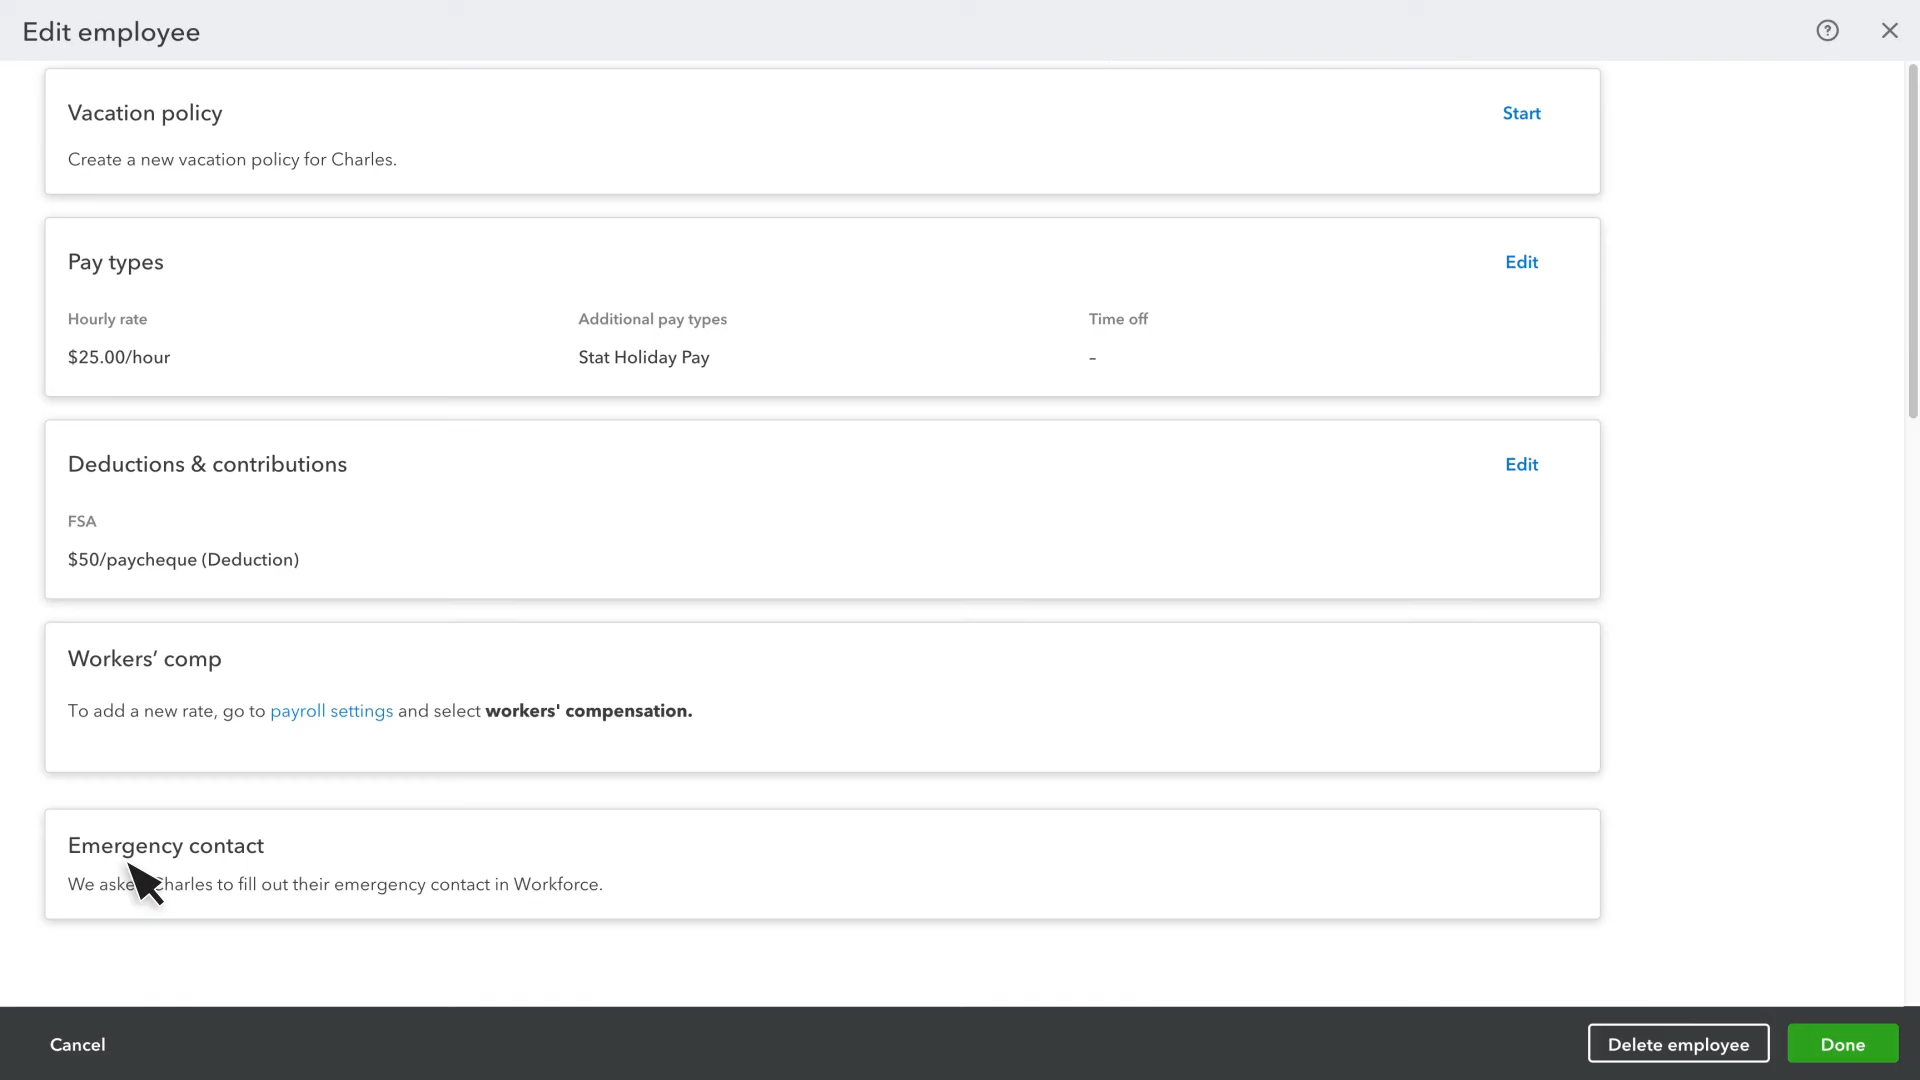 Edit employee
Vacation policy
Start
Create a new vacation policy for Charles.
Pay types
Edit
Hourly rate
Additional pay types
Time off
$25.00/hour
Stat Holiday Pay
–
Deductions & contributions
Edit
FSA
$50/paycheque (Deduction)
Workers’ comp
To add a new rate, go to payroll settings and select workers' compensation.
Emergency contact
We asked Charles to fill out their emergency contact in Workforce.
Cancel
Delete employee
Done